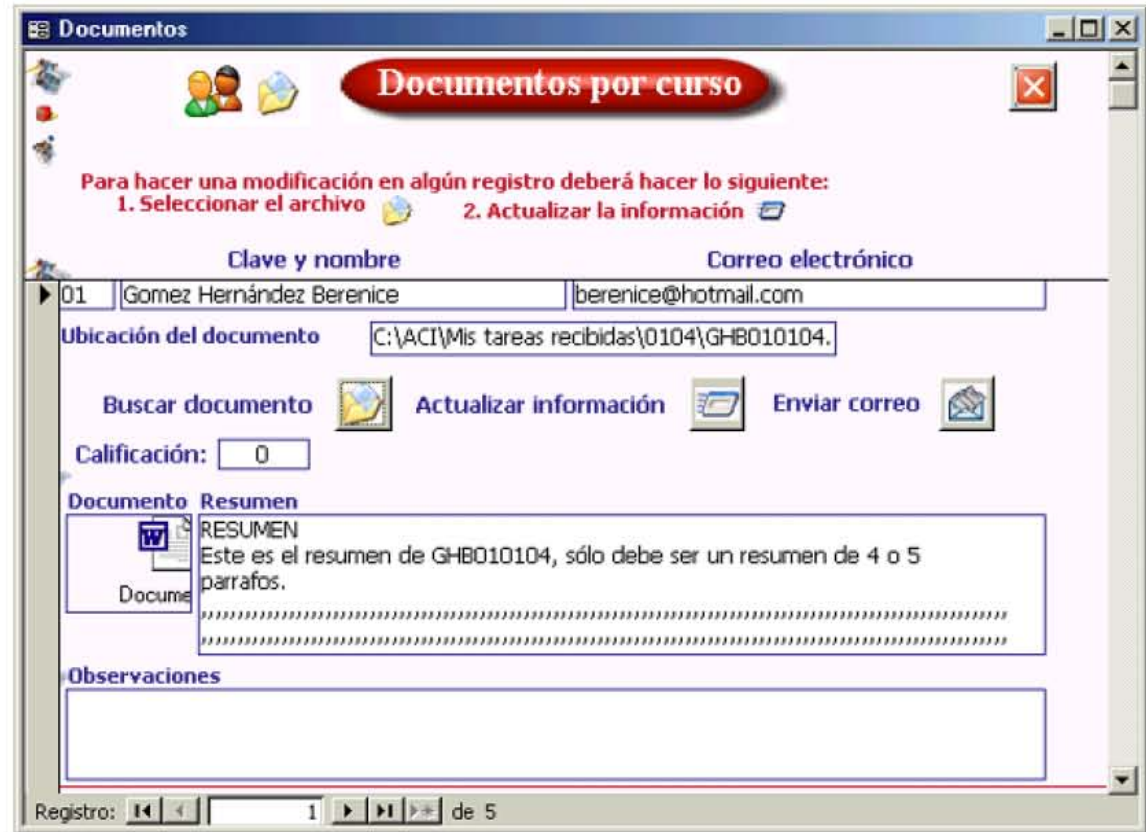 Documentos
Documentos por curso
Para hacer una modificación en algún registro deberá hacer lo siguiente:
1. Seleccionar el archivo 2. Actualizar la información
Clave y nombre Correo electrónico
01 Gomez Hernández Berenice berenice@hotmail.com
Ubicación del documento C:\ACI\Mis tareas recibidas\0104\GHB010104.
Buscar documento Actualizar información Enviar correo
Calificación: 0
Documento Resumen
W
Docume
RESUMEN
Este es el resumen de GHB010104, sólo debe ser un resumen de 4 o 5
parrafos.
Observaciones
Registro: 1 de 5